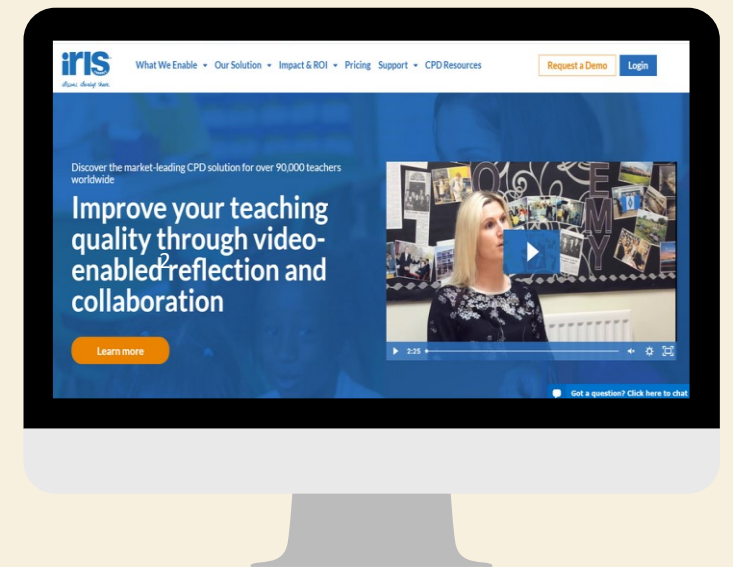 iris
What We Enable Our Solution Impact & ROI Pricing Support CPD Resources
Request a Demo Login
Discover the market-leading CPD solution for over 90,000 teachers
worldwide
Improve your teaching
quality through video-
enabled reflection and
2
collaboration
Learn more
2:25
Got a question? Click here to chat